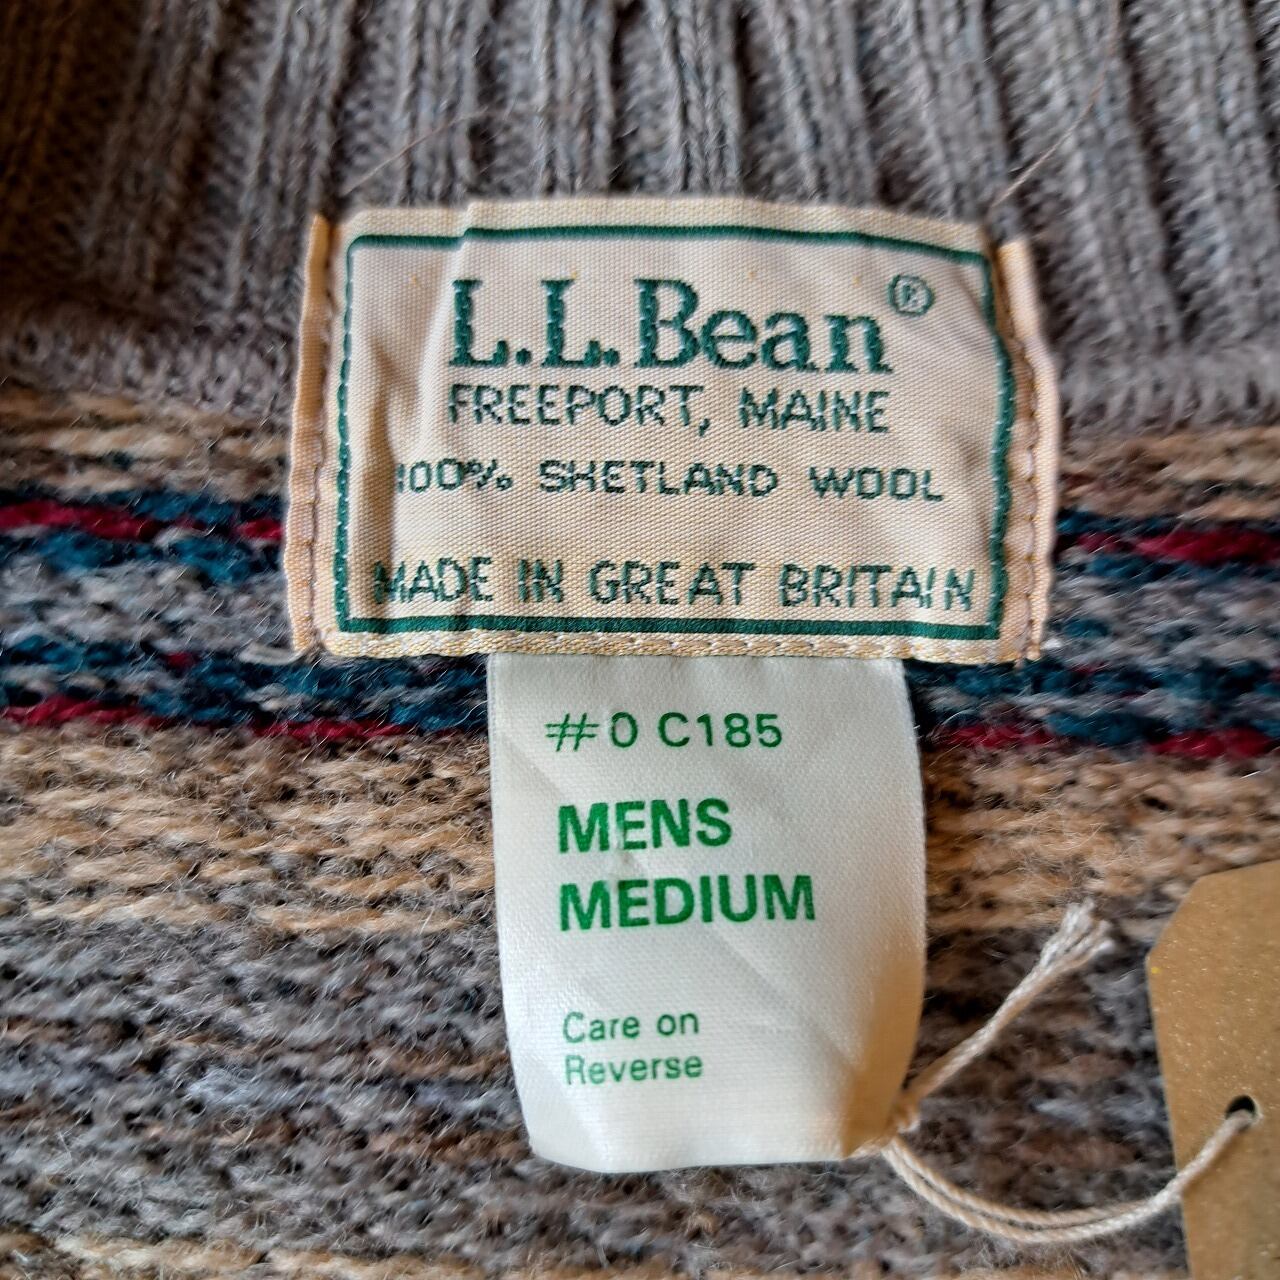 L.L.Bean®
FREEPORT, MAINE
100% SHETLAND WOOL
MADE IN GREAT BRITAIN
#0 C185
MENS
MEDIUM
Care on
Reverse